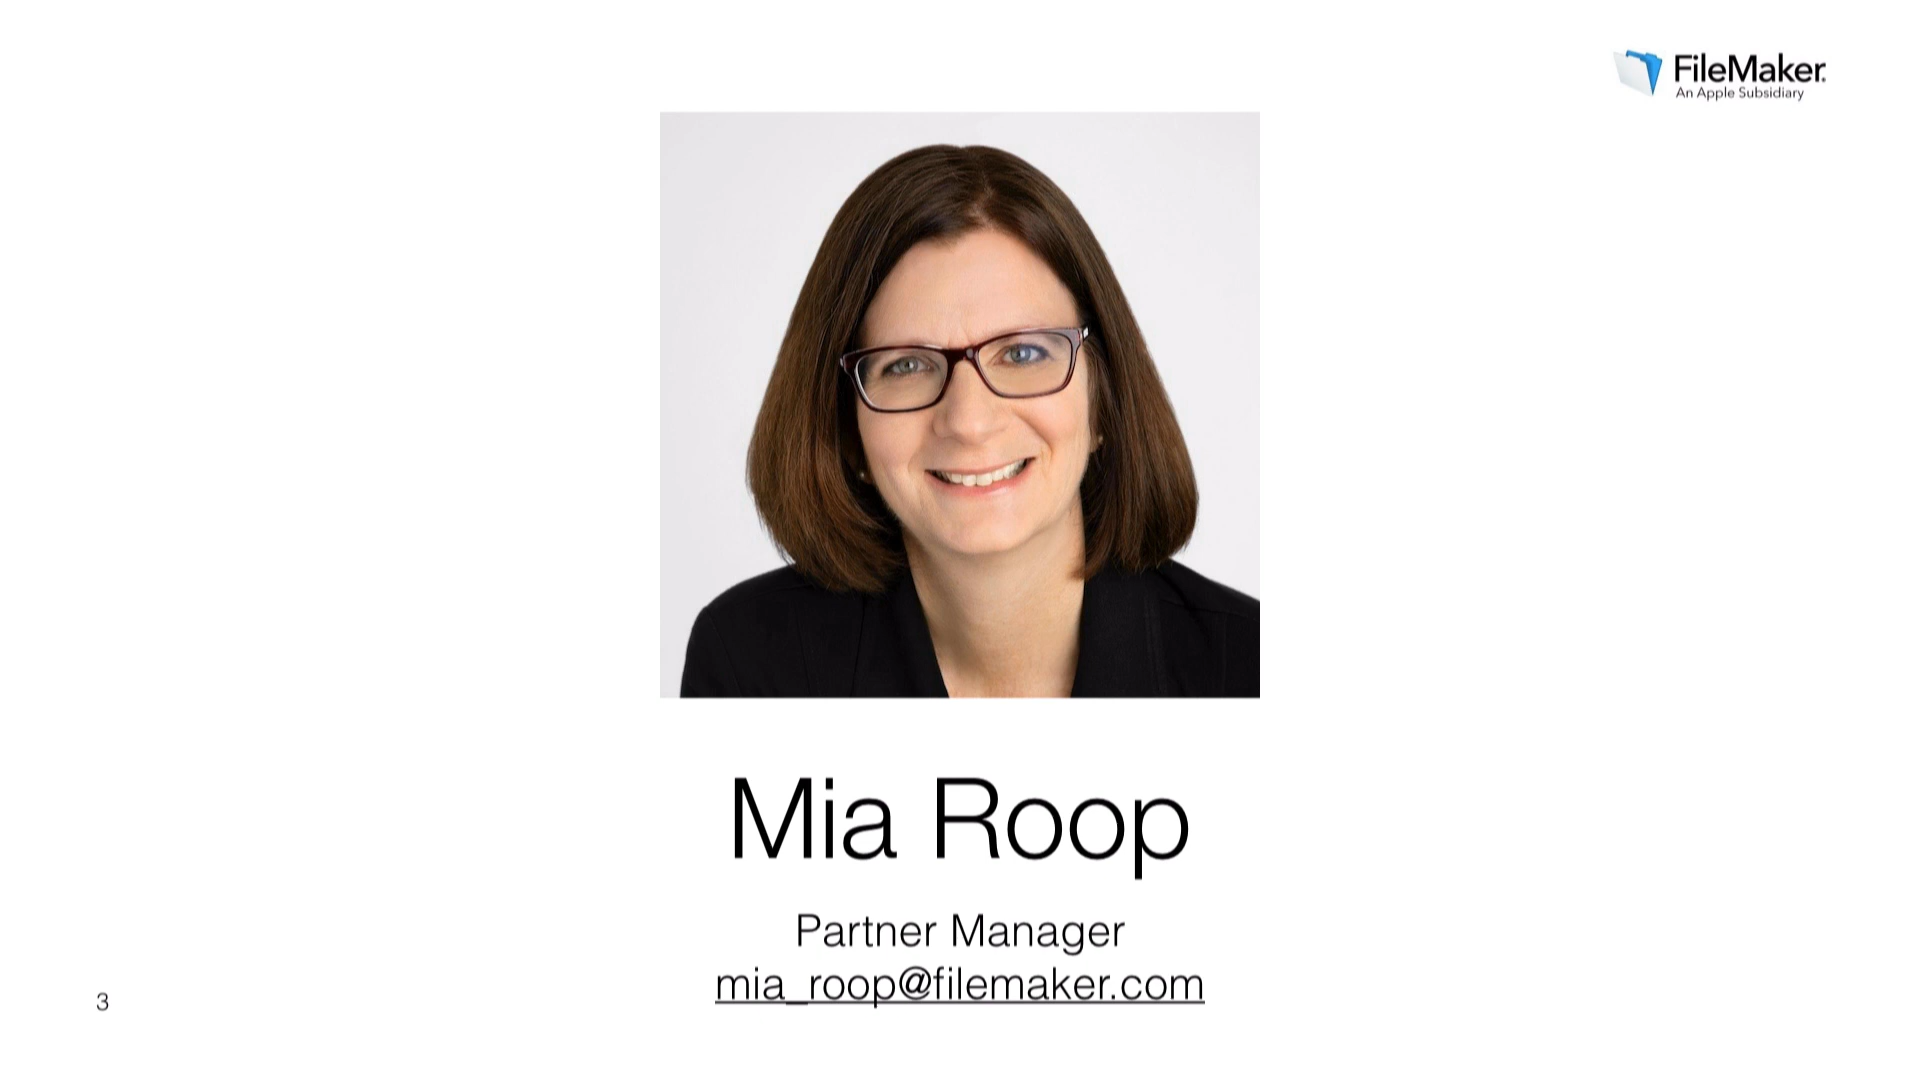 FileMaker.
An Apple Subsidiary
Mia Roop
Partner Manager
mia_roop@filemaker.com
3